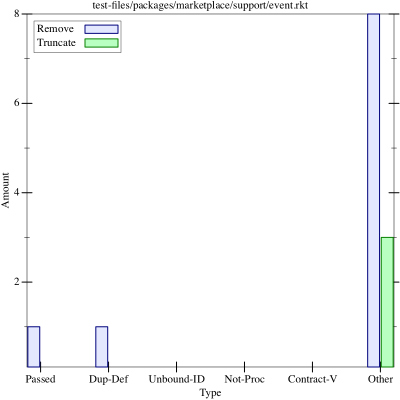 test-files/packages/marketplace/support/event.rkt
Remove
Truncate
8
6
4
2
Amount
Passed Dup-Def Unbound-ID Not-Proc Contract-V Other
Type